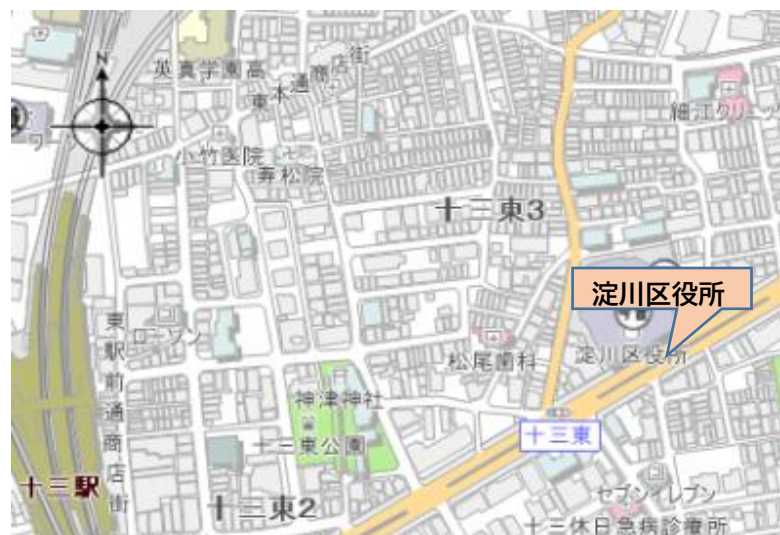 N
英真学園高
東本通商店街
細江クリニック
小竹医院
寿松院
十三東3
淀川区役所
東駅前通商店街
ローソン
松尾歯科
淀川区役所
神津神社
十三東公園
十三東
十三駅
十三東2
セブンイレブン
十三休日急病診療所